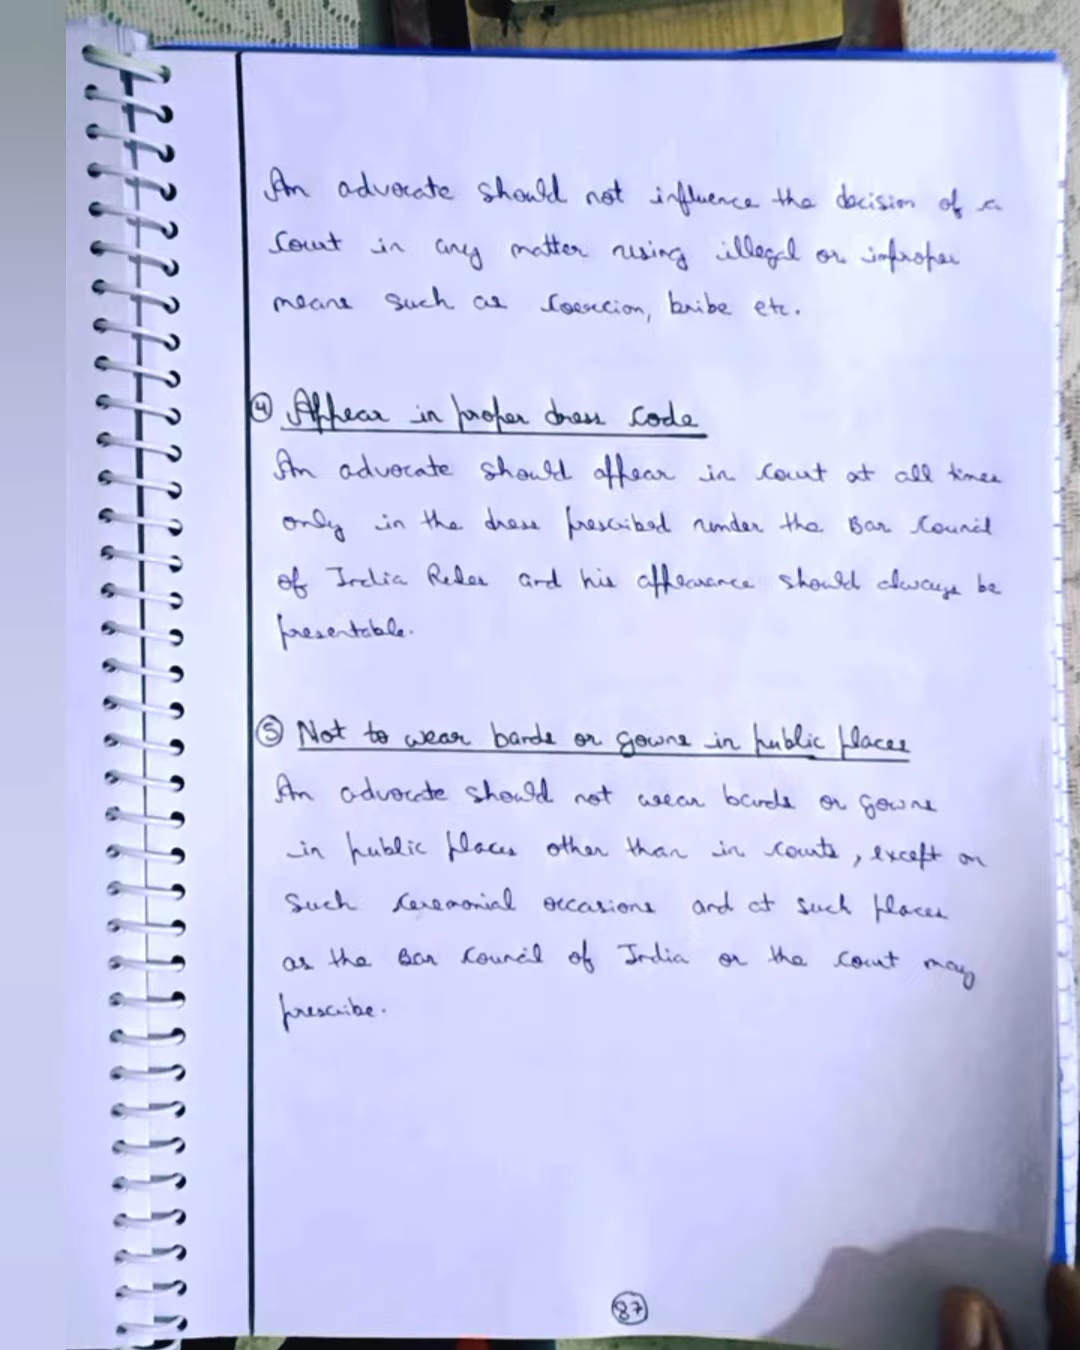 An advocate should not influence the decision of a
Court in any matter using illegal or improper
means such as Coercion, bribe etc.
④ Appear in proper dress code
An advocate should appear in court at all times
only in the dress prescribed under the Bar Council
of India Rules and his appearance should always be
presentable.
⑤ Not to wear bands or gowns in public places
An advocate should not wear bands or gowns
in public places other than in courts, except on
such ceremonial occasions and at such places
as the Bar Council of India or the court may
prescribe.
87